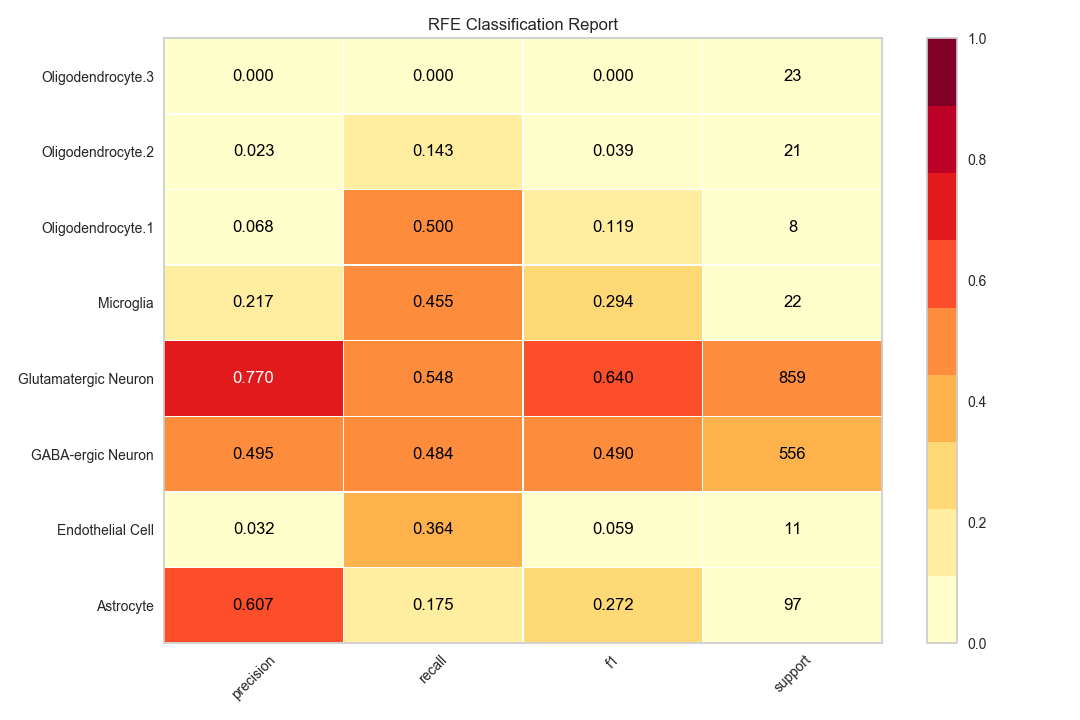 RFE Classification Report
Oligodendrocyte.3 0.000 0.000 0.000 23
Oligodendrocyte.2 0.023 0.143 0.039 21
Oligodendrocyte.1 0.068 0.500 0.119 8
Microglia 0.217 0.455 0.294 22
Glutamatergic Neuron 0.770 0.548 0.640 859
GABA-ergic Neuron 0.495 0.484 0.490 556
Endothelial Cell 0.032 0.364 0.059 11
Astrocyte 0.607 0.175 0.272 97
precision recall f1 support
1.0
0.8
0.6
0.4
0.2
0.0